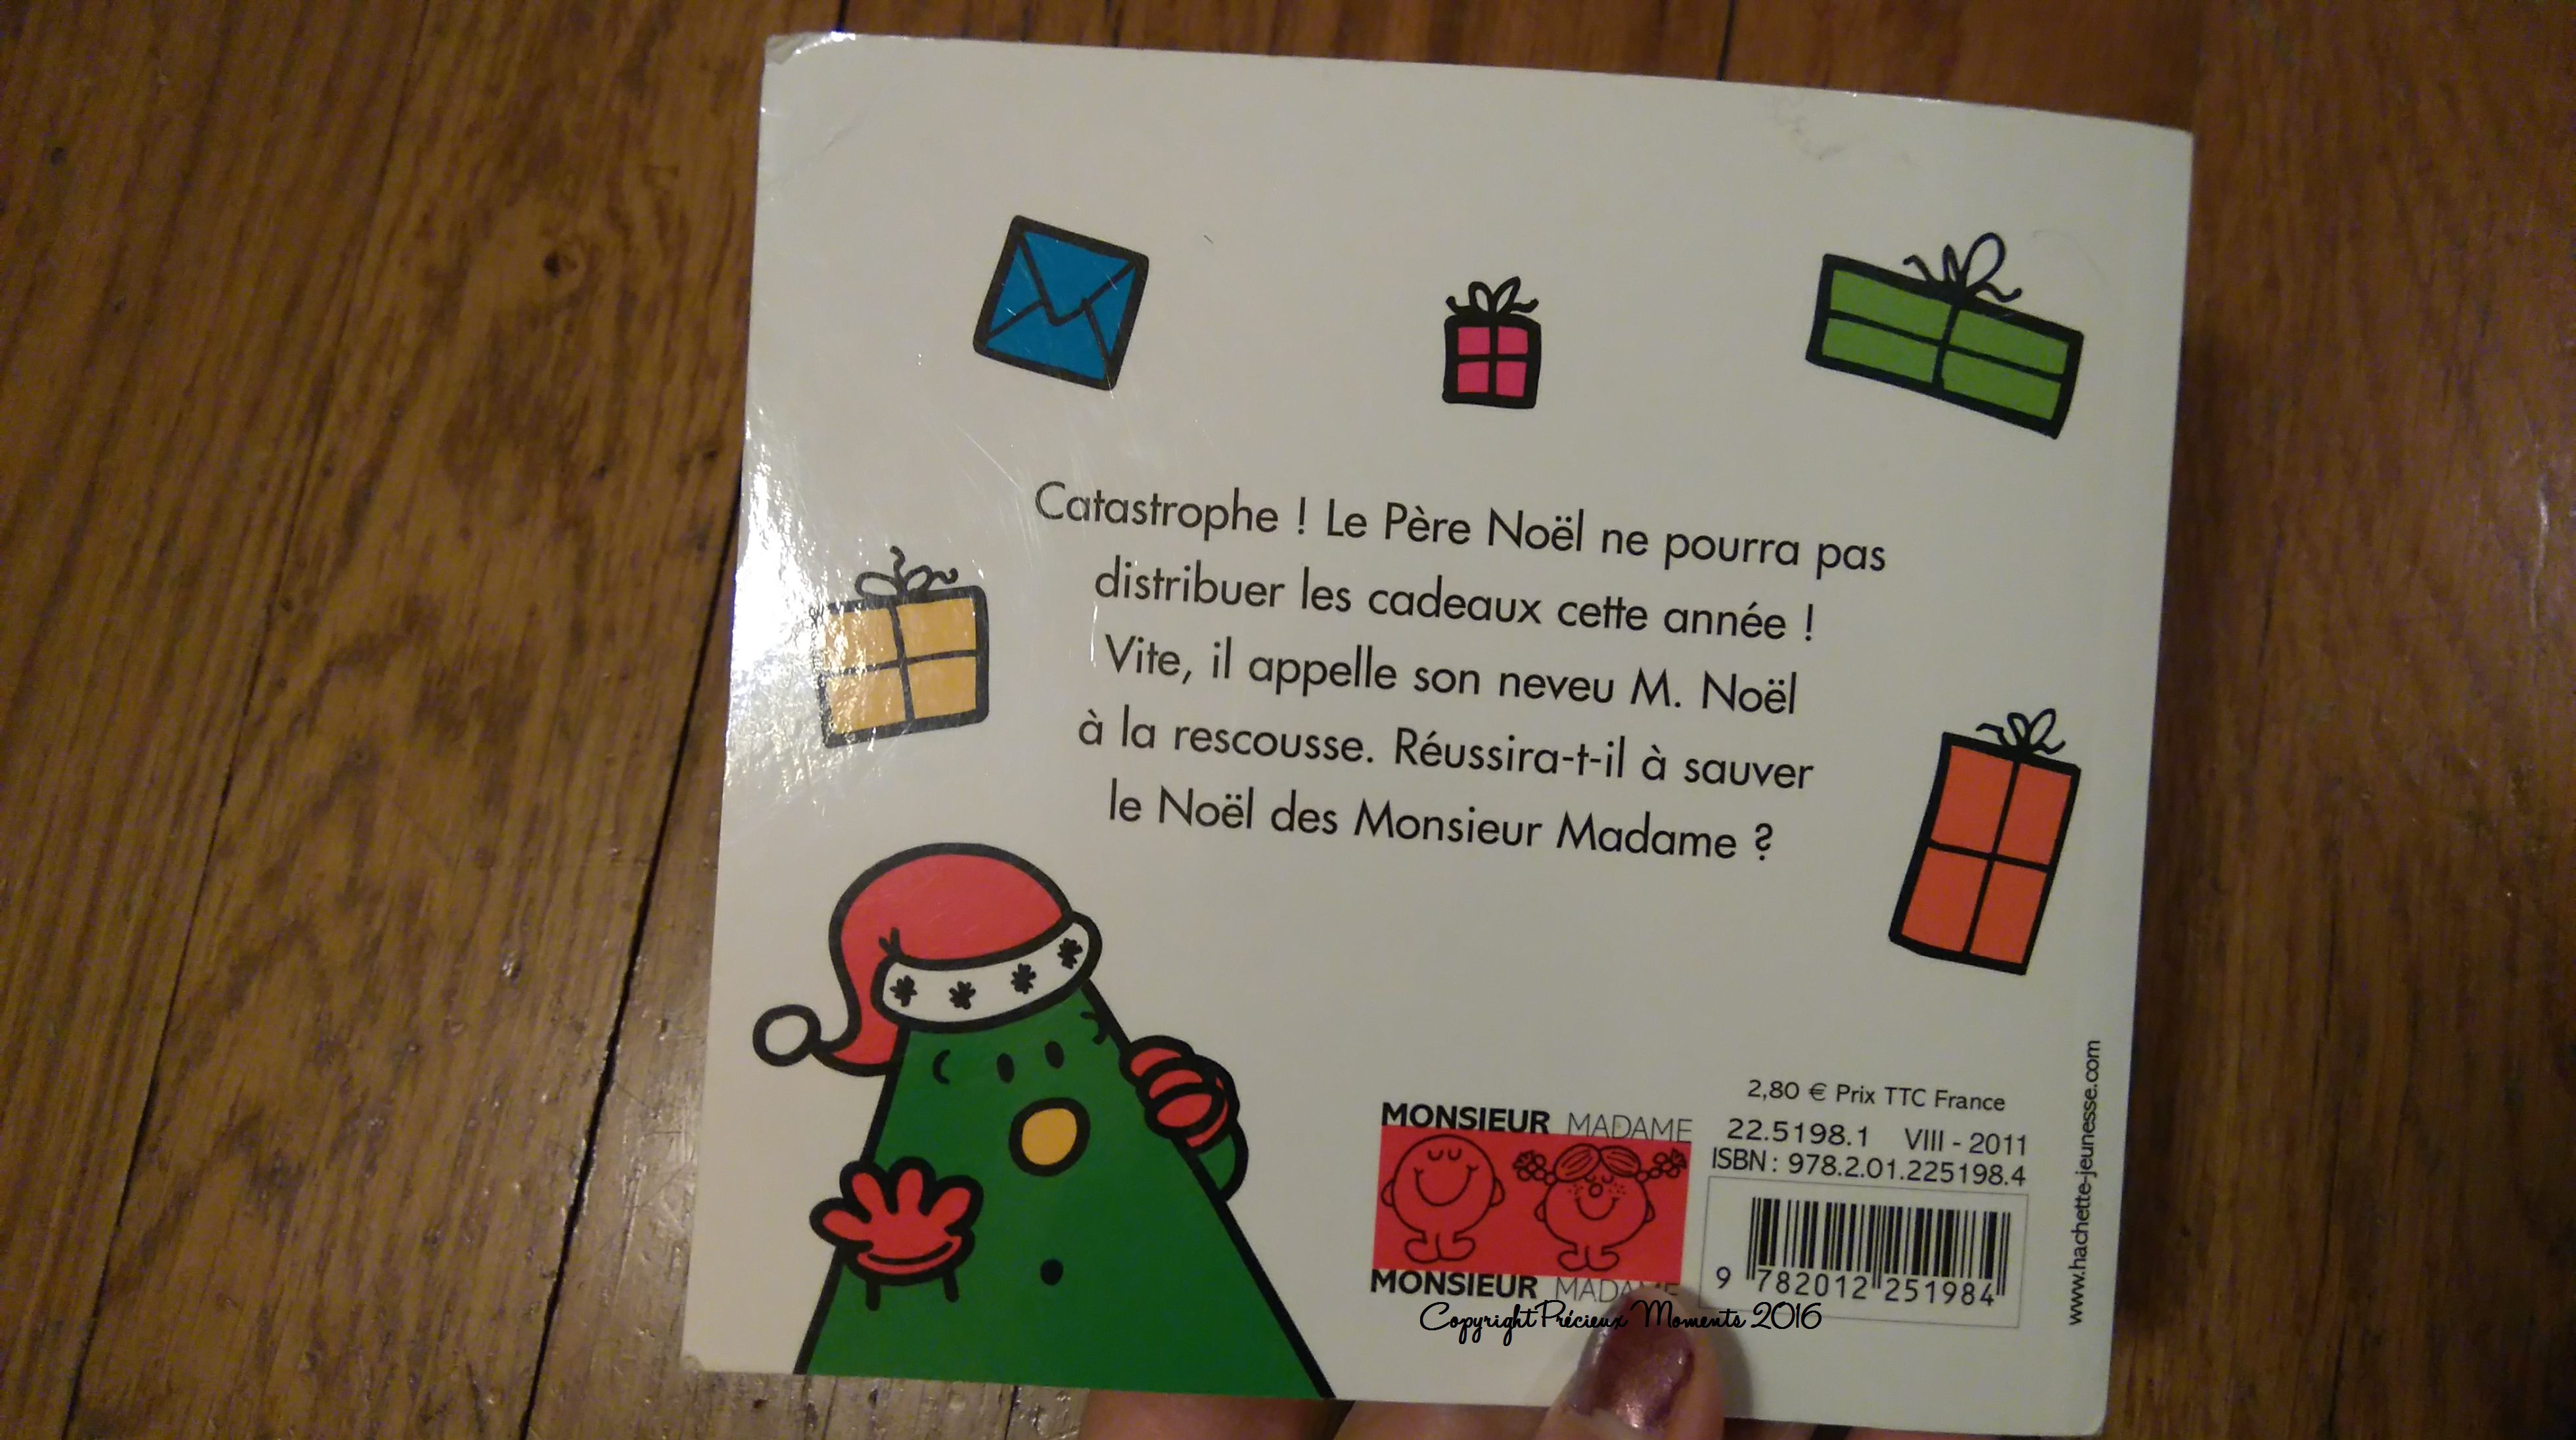 Catastrophe ! Le Père Noël ne pourra pas
distribuer les cadeaux cette année !
Vite, il appelle son neveu M. Noël
à la rescousse. Réussira-t-il à sauver
le Noël des Monsieur Madame ?
MONSIEUR MADAME
MONSIEUR MADAME
2,80 € Prix TTC France
22.5198.1 VIII - 2011
ISBN : 978.2.01.225198.4
9 782012 251984
www.hachette-jeunesse.com
Copyright Précieux Moments 2016